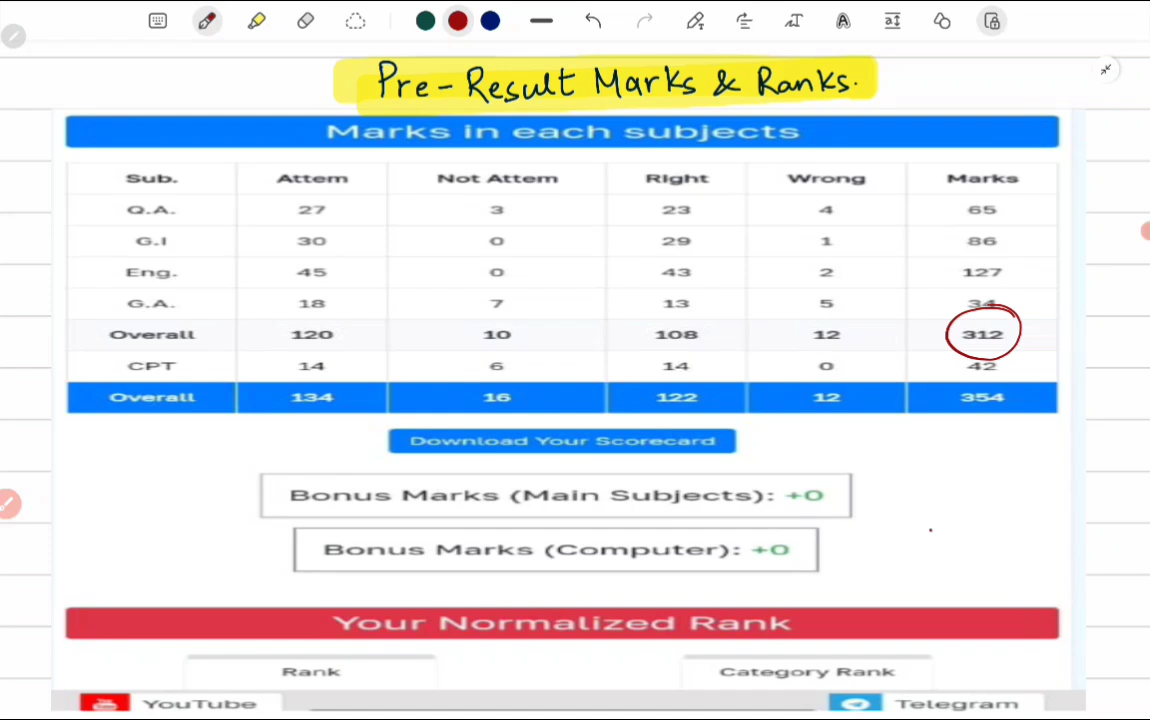 Pre-Result Marks & Ranks.
Marks in each subjects
Sub. Attem Not Attem Right Wrong Marks
Q.A. 27 3 23 4 65
G.I 30 0 29 1 86
Eng. 45 0 43 2 127
G.A. 18 7 13 5 34
Overall 120 10 108 12 312
CPT 14 6 14 0 42
Overall 134 16 122 12 354
Download Your Scorecard
Bonus Marks (Main Subjects): +0
Bonus Marks (Computer): +0
Your Normalized Rank
Rank Category Rank
YouTube Telegram